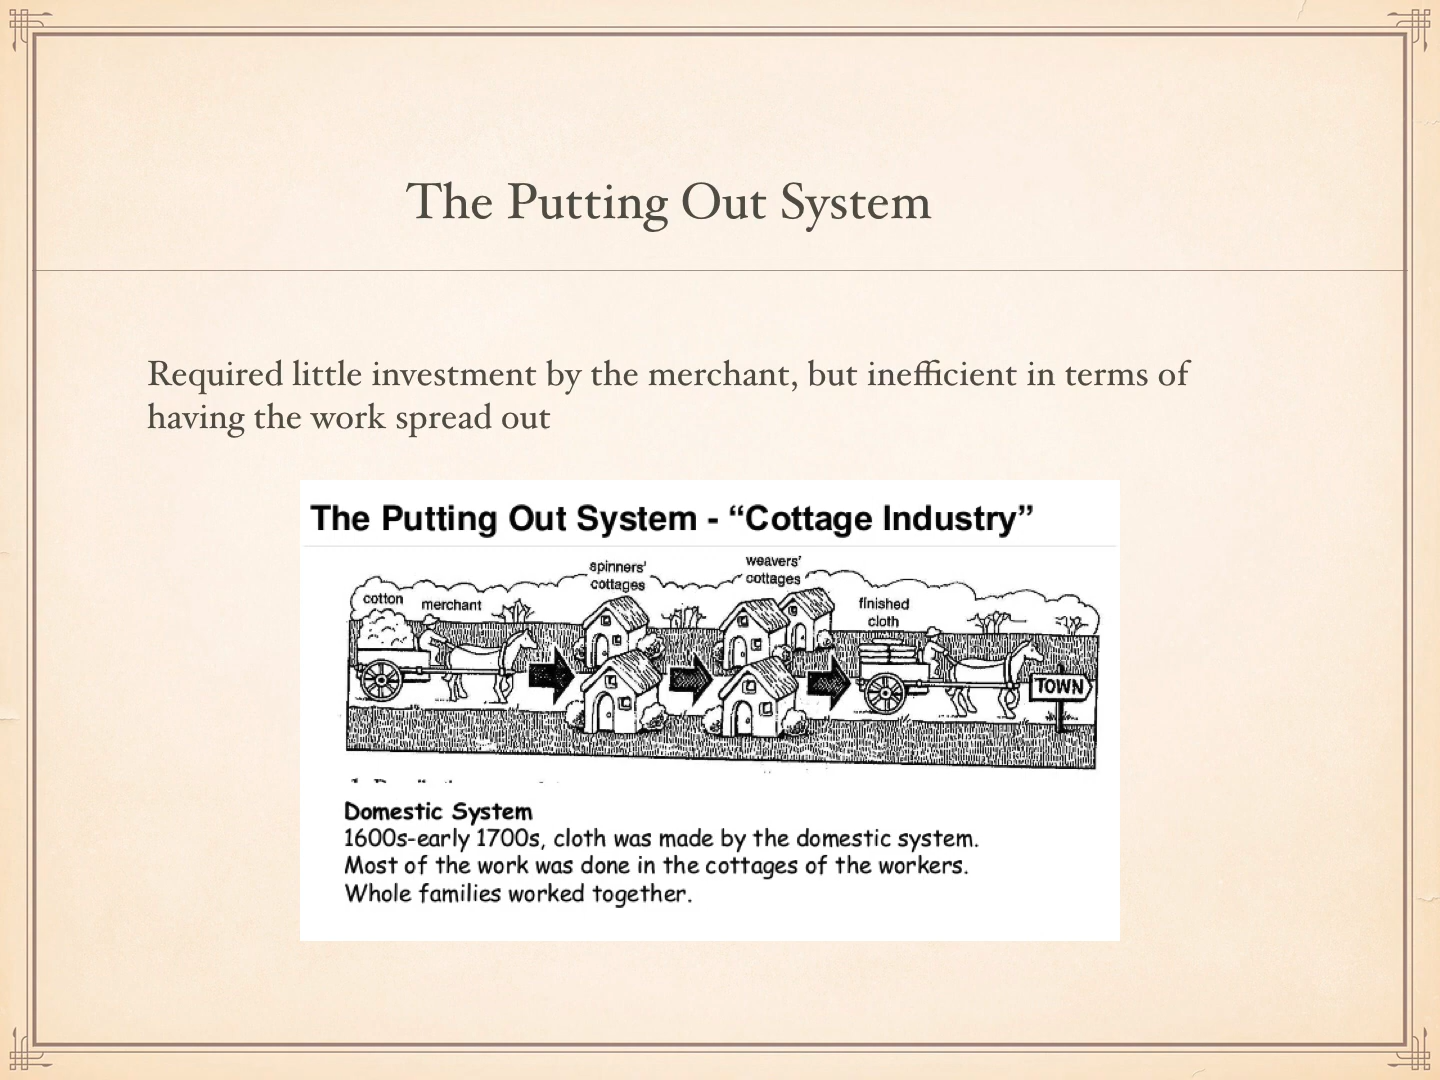 The Putting Out System
Required little investment by the merchant, but inefficient in terms of
having the work spread out
The Putting Out System - “Cottage Industry”
spinners’
cottages
weavers’
cottages
cotton
merchant
finished
cloth
TOWN
Domestic System
1600s-early 1700s, cloth was made by the domestic system.
Most of the work was done in the cottages of the workers.
Whole families worked together.